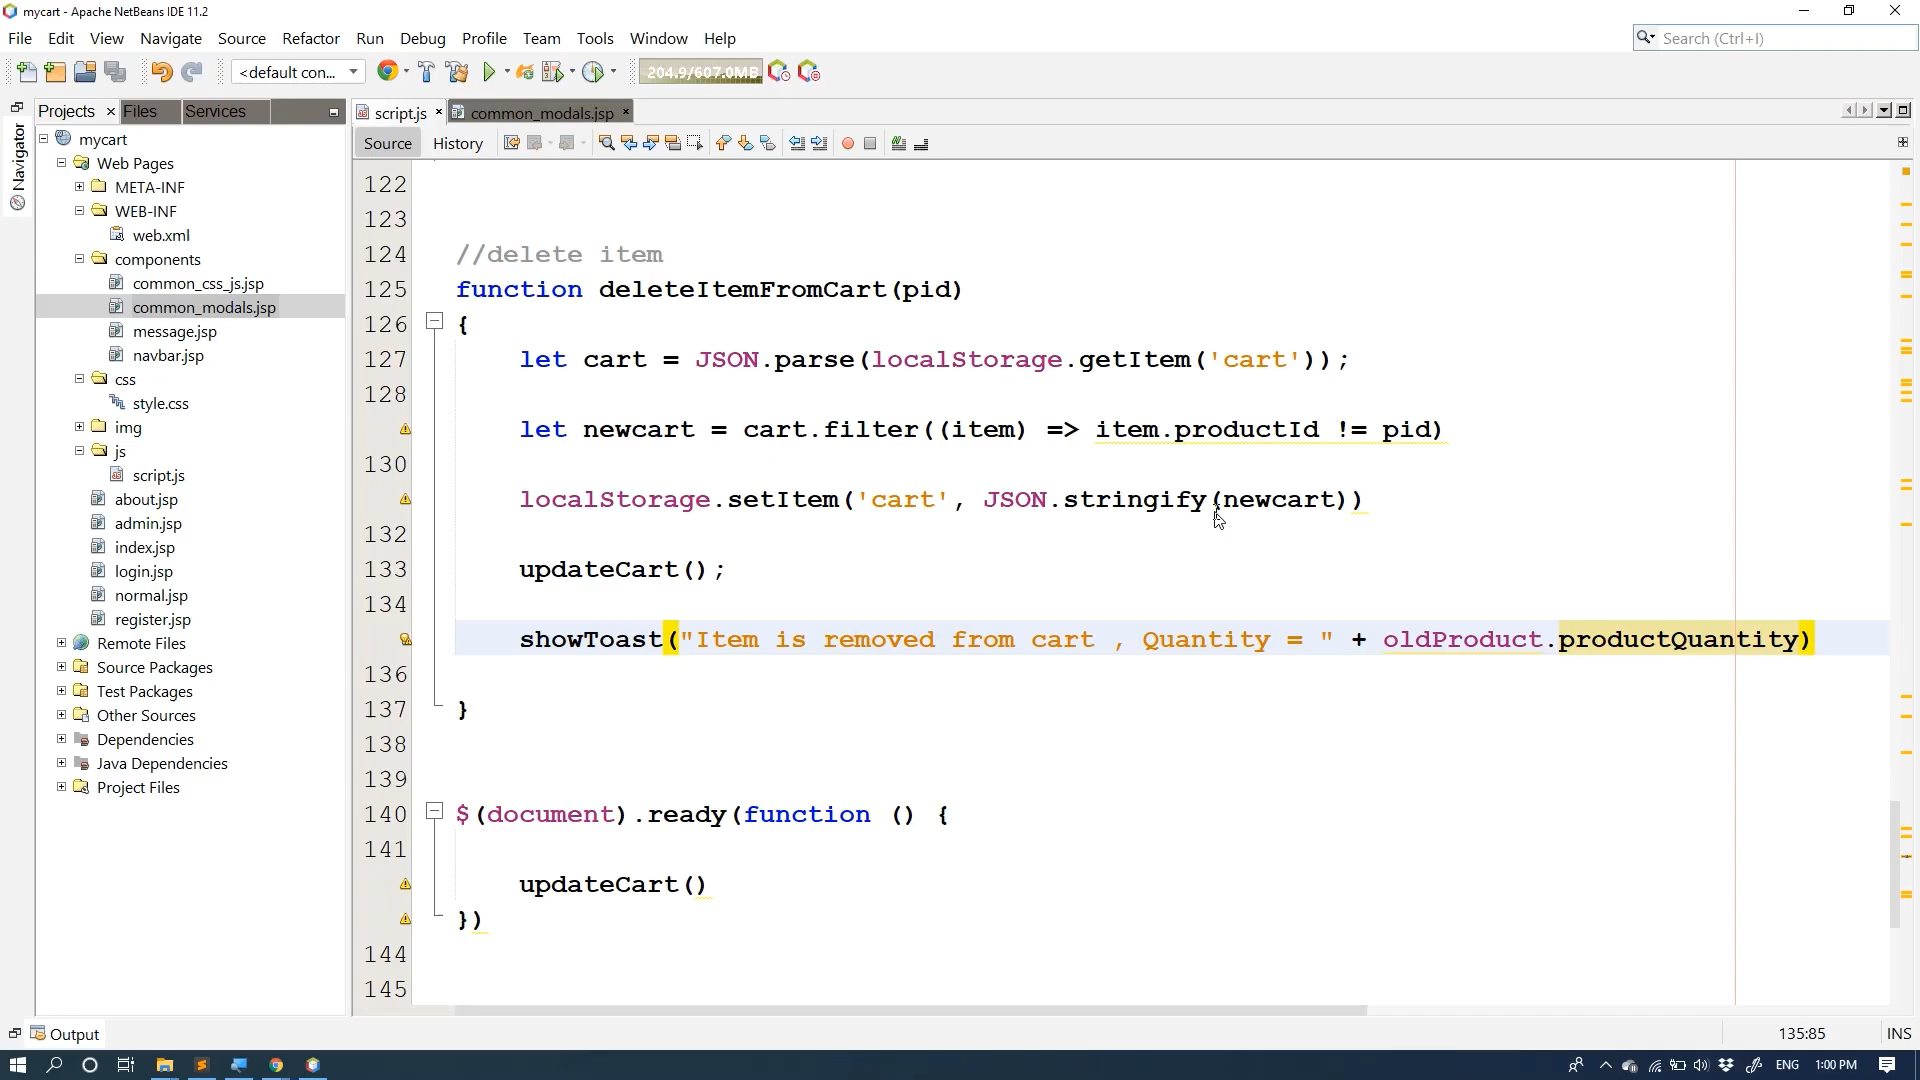 mycart - Apache NetBeans IDE 11.2
File Edit View Navigate Source Refactor Run Debug Profile Team Tools Window Help
Search (Ctrl+I)
<default con...
204.9/607.0MB
Projects Files Services
script.js common_modals.jsp
Navigator
Source History
mycart
Web Pages
META-INF
WEB-INF
web.xml
components
common_css_js.jsp
common_modals.jsp
message.jsp
navbar.jsp
css
style.css
img
js
script.js
about.jsp
admin.jsp
index.jsp
login.jsp
normal.jsp
register.jsp
Remote Files
Source Packages
Test Packages
Other Sources
Dependencies
Java Dependencies
Project Files
122
123
124 //delete item
125 function deleteItemFromCart(pid)
126 {
127 let cart = JSON.parse(localStorage.getItem('cart'));
128
let newcart = cart.filter((item) => item.productId != pid)
130
localStorage.setItem('cart', JSON.stringify(newcart))
132
133 updateCart();
134
showToast("Item is removed from cart , Quantity = " + oldProduct.productQuantity)
136
137 }
138
139
140 $(document).ready(function () {
141
updateCart()
})
144
145
Output
135:85 INS
ENG 1:00 PM